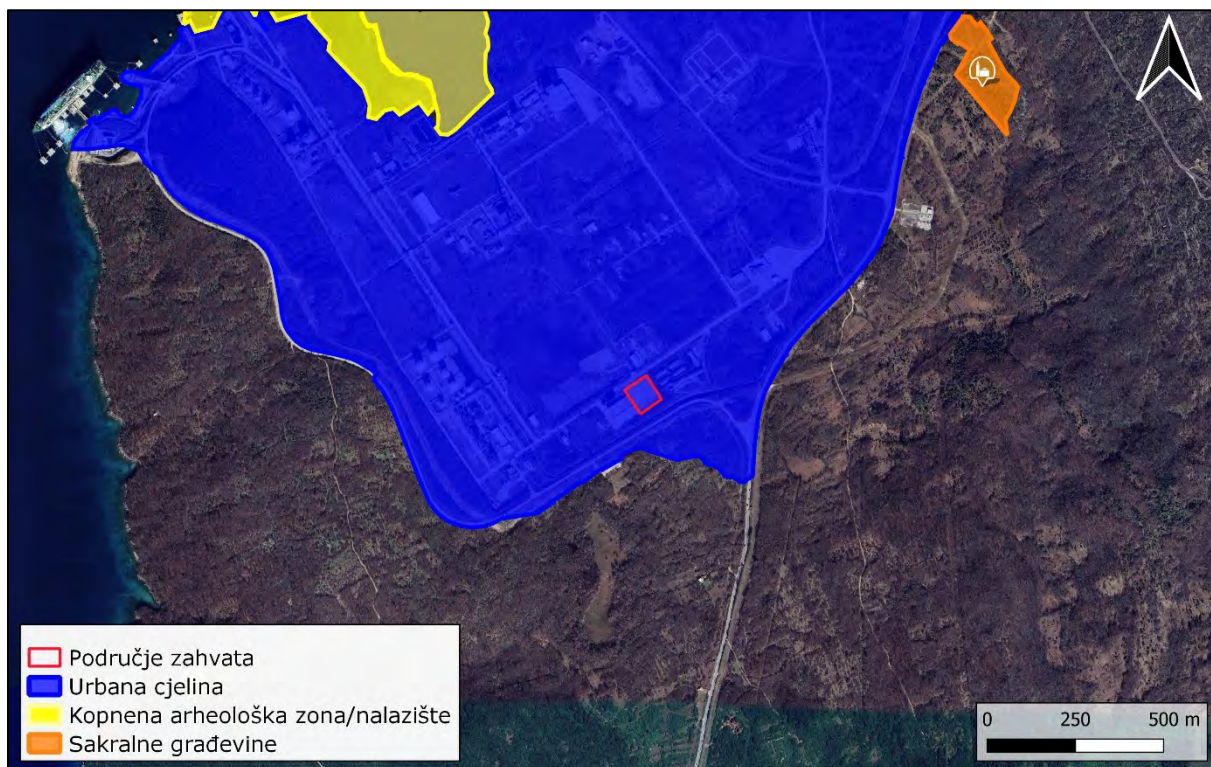 Područje zahvata
Urbana cjelina
Kopnena arheološka zona/nalazište
Sakralne građevine
0 250 500 m